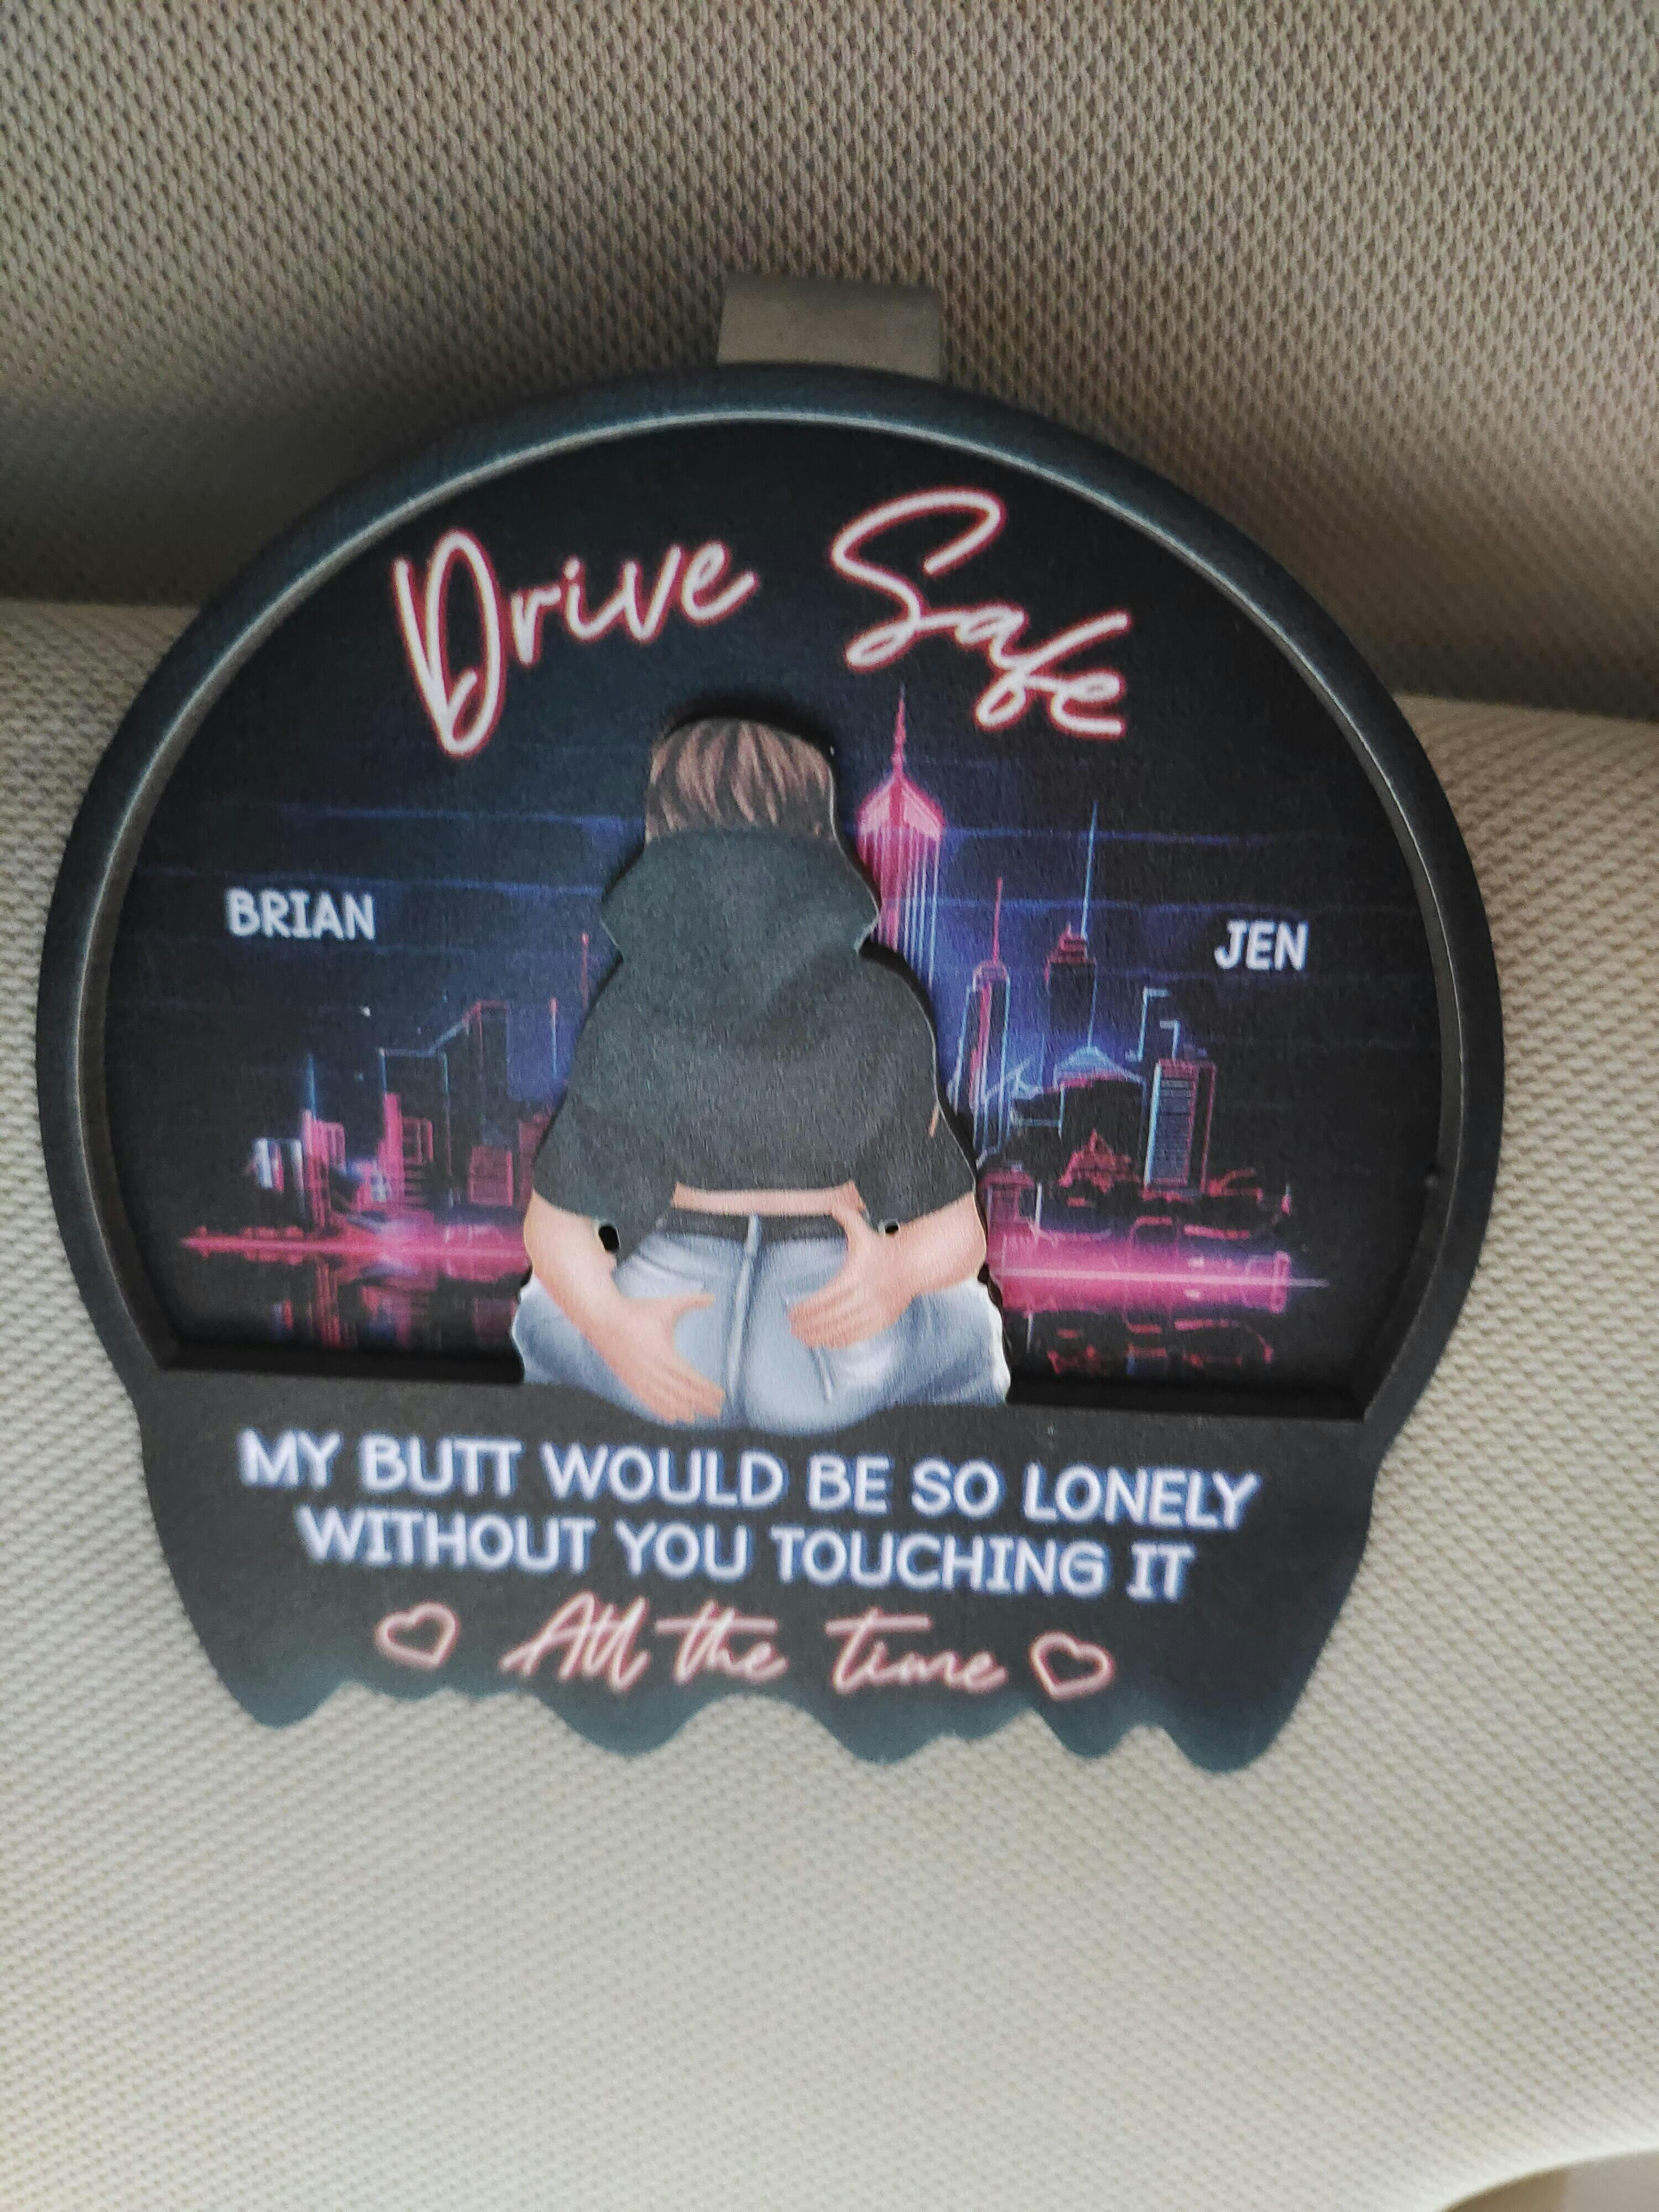 Drive Safe
BRIAN
JEN
MY BUTT WOULD BE SO LONELY
WITHOUT YOU TOUCHING IT
All the time